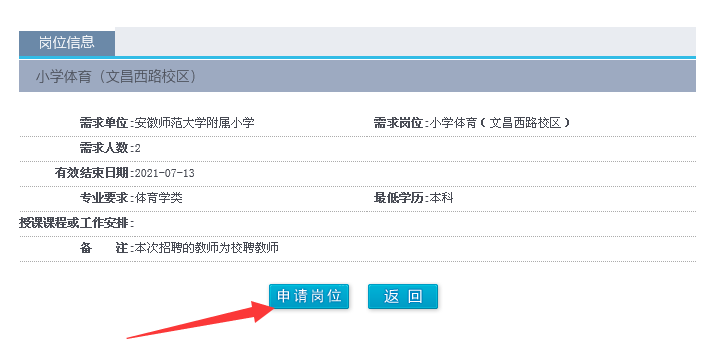 岗位信息
小学体育（文昌西路校区）
需求单位:安徽师范大学附属小学 需求岗位:小学体育（文昌西路校区）
需求人数:2
有效结束日期:2021-07-13
专业要求:体育学类 最低学历:本科
授课课程或工作安排:
备 注:本次招聘的教师为校聘教师
申请岗位 返 回